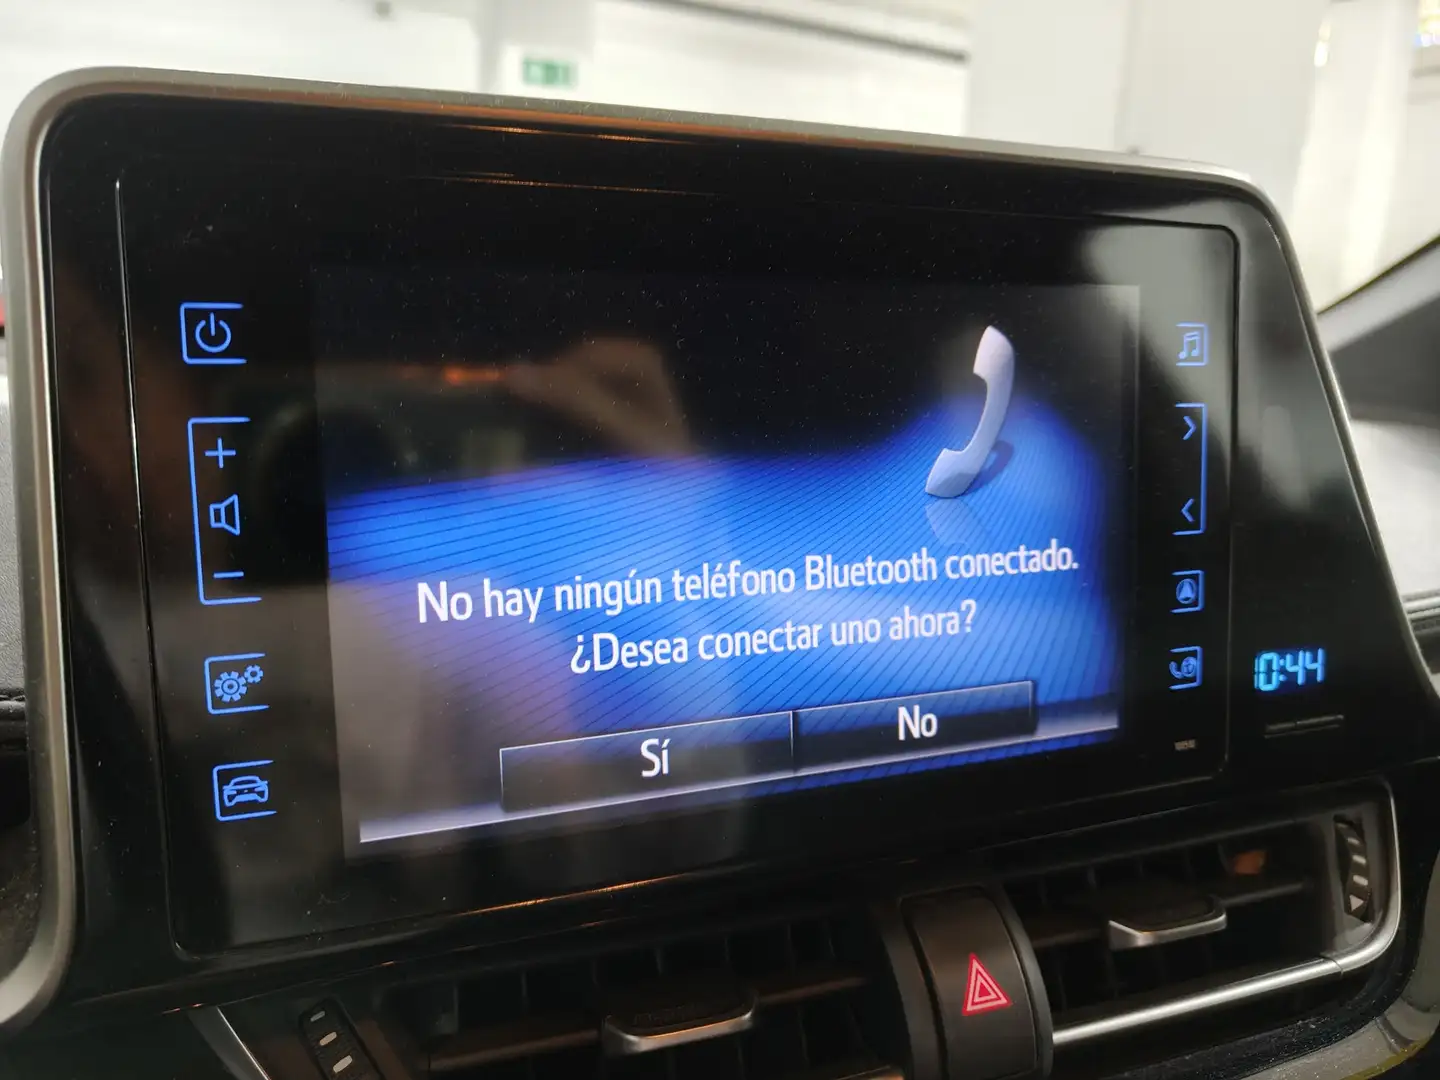 No hay ningún teléfono Bluetooth conectado.
¿Desea conectar uno ahora?
Sí
No
10:44